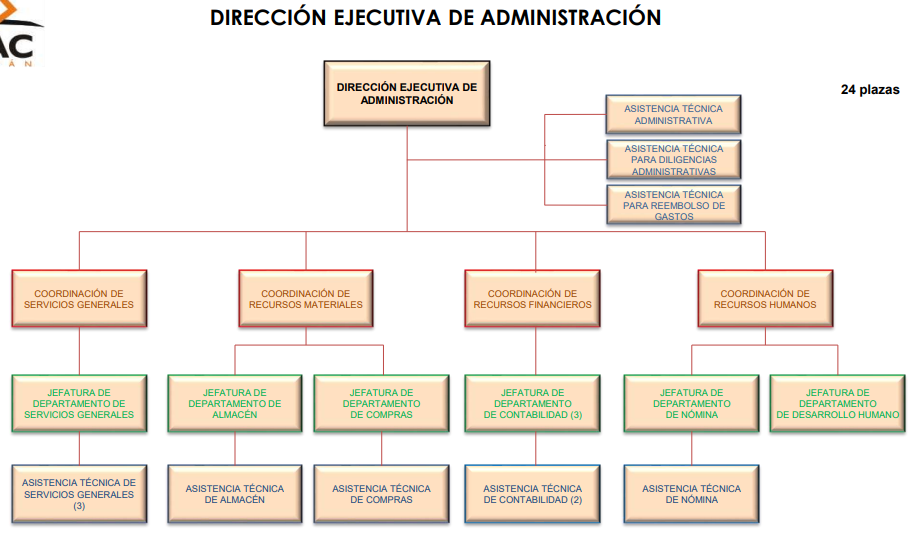 DIRECCIÓN EJECUTIVA DE ADMINISTRACIÓN
AC
ÁN
DIRECCIÓN EJECUTIVA DE
ADMINISTRACIÓN
24 plazas
ASISTENCIA TÉCNICA
ADMINISTRATIVA
ASISTENCIA TÉCNICA
PARA DILIGENCIAS
ADMINISTRATIVAS
ASISTENCIA TÉCNICA
PARA REEMBOLSO DE
GASTOS
COORDINACIÓN DE
SERVICIOS GENERALES
COORDINACIÓN DE
RECURSOS MATERIALES
COORDINACIÓN DE
RECURSOS FINANCIEROS
COORDINACIÓN DE
RECURSOS HUMANOS
JEFATURA DE
DEPARTAMENTO DE
SERVICIOS GENERALES
JEFATURA DE
DEPARTAMENTO DE
ALMACÉN
JEFATURA DE
DEPARTAMENTO
DE COMPRAS
JEFATURA DE
DEPARTAMENTO
DE CONTABILIDAD (3)
JEFATURA DE
DEPARTAMENTO
DE NÓMINA
JEFATURA DE
DEPARTAMENTO
DE DESARROLLO HUMANO
ASISTENCIA TÉCNICA DE
SERVICIOS GENERALES
(3)
ASISTENCIA TÉCNICA
DE ALMACÉN
ASISTENCIA TÉCNICA
DE COMPRAS
ASISTENCIA TÉCNICA
DE CONTABILIDAD (2)
ASISTENCIA TÉCNICA
DE NÓMINA